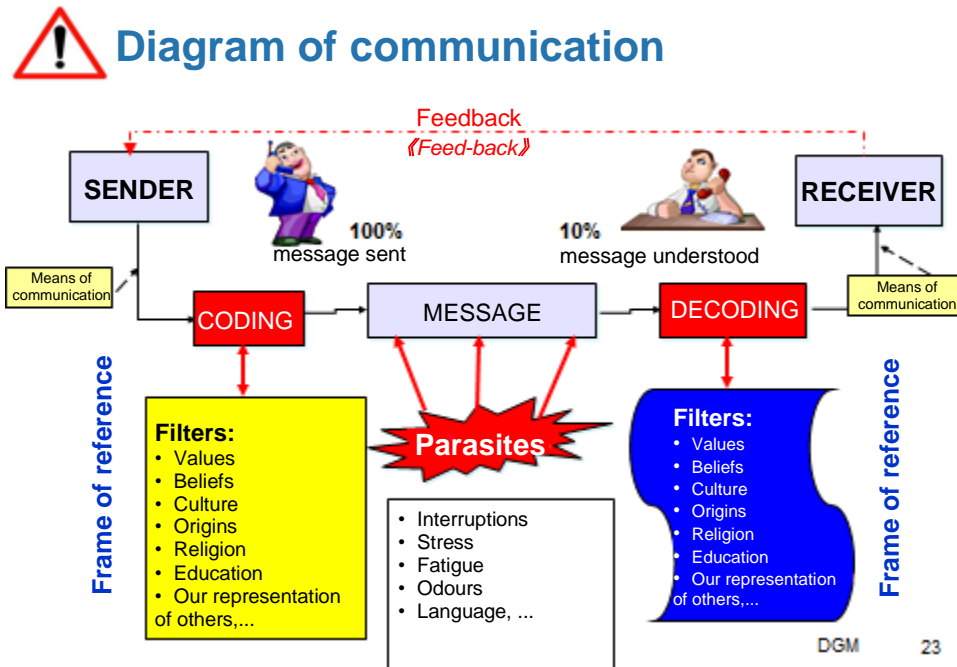 Diagram of communication
Feedback
《Feed-back》
SENDER
RECEIVER
100%
message sent
10%
message understood
Means of
communication
Means of
communication
CODING
MESSAGE
DECODING
Frame of reference
Filters:
• Values
• Beliefs
• Culture
• Origins
• Religion
• Education
• Our representation
of others,...
Parasites
• Interruptions
• Stress
• Fatigue
• Odours
• Language, ...
Filters:
• Values
• Beliefs
• Culture
• Origins
• Religion
• Education
• Our representation
of others,...
Frame of reference
DGM 23